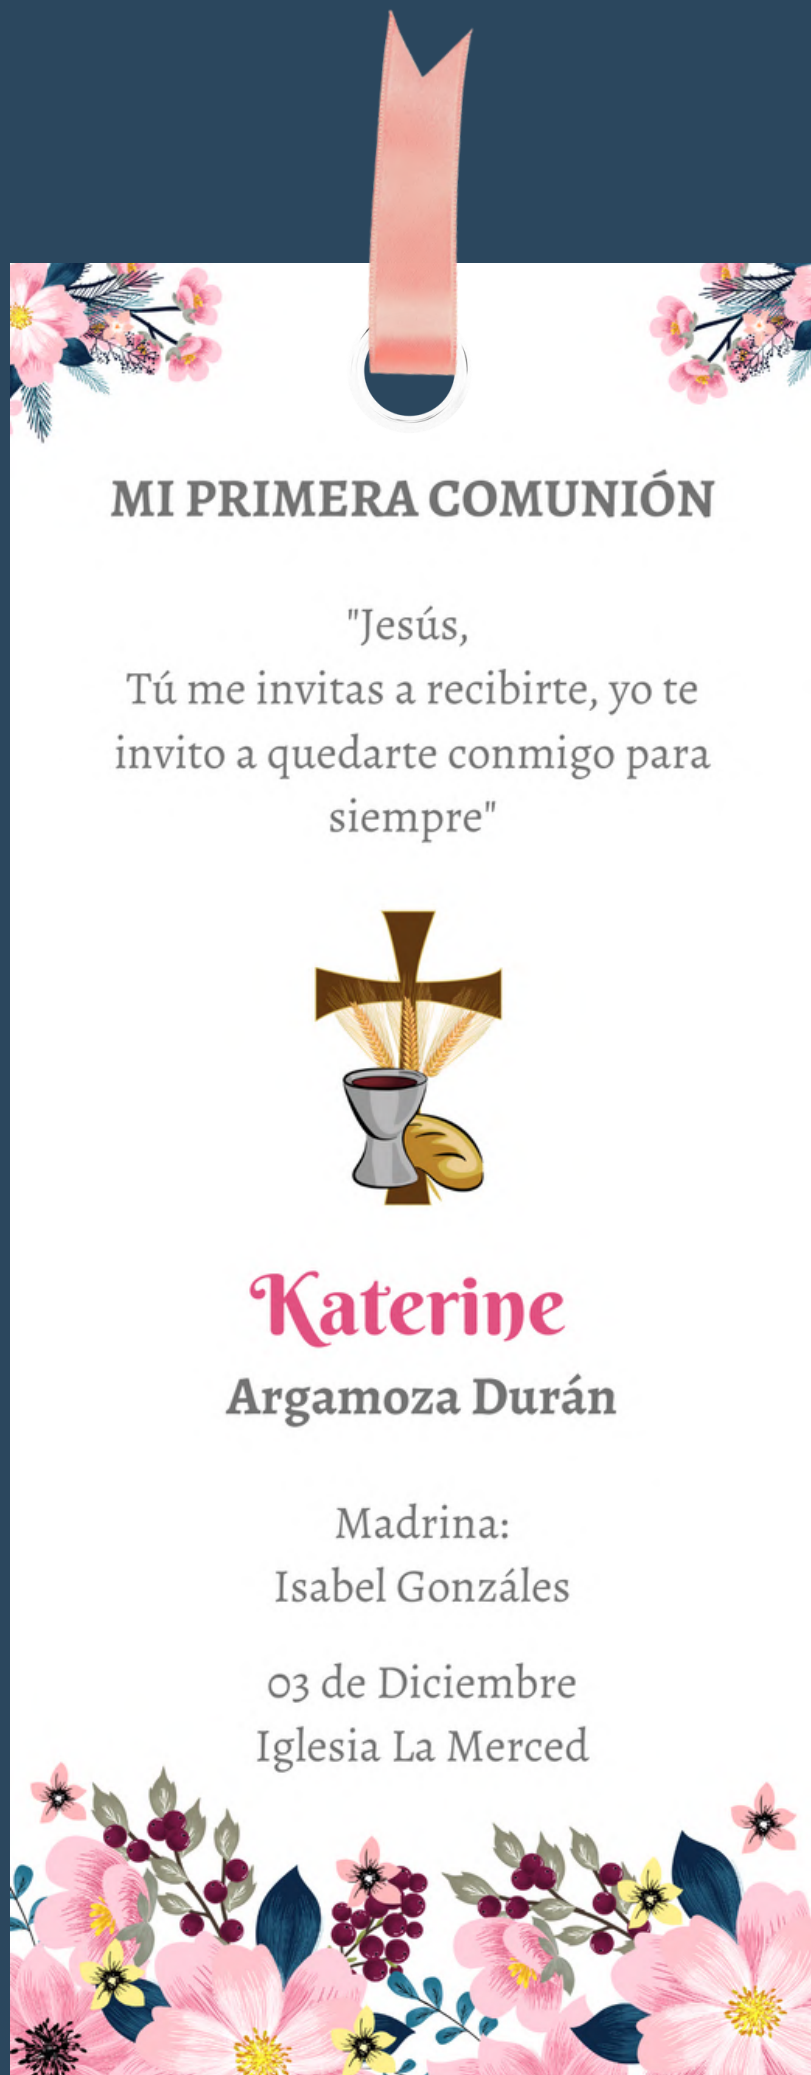 MI PRIMERA COMUNIÓN
"Jesús,
Tú me invitas a recibirte, yo te
invito a quedarte conmigo para
siempre"
Katerine
Argamoza Durán
Madrina:
Isabel Gonzáles
03 de Diciembre
Iglesia La Merced